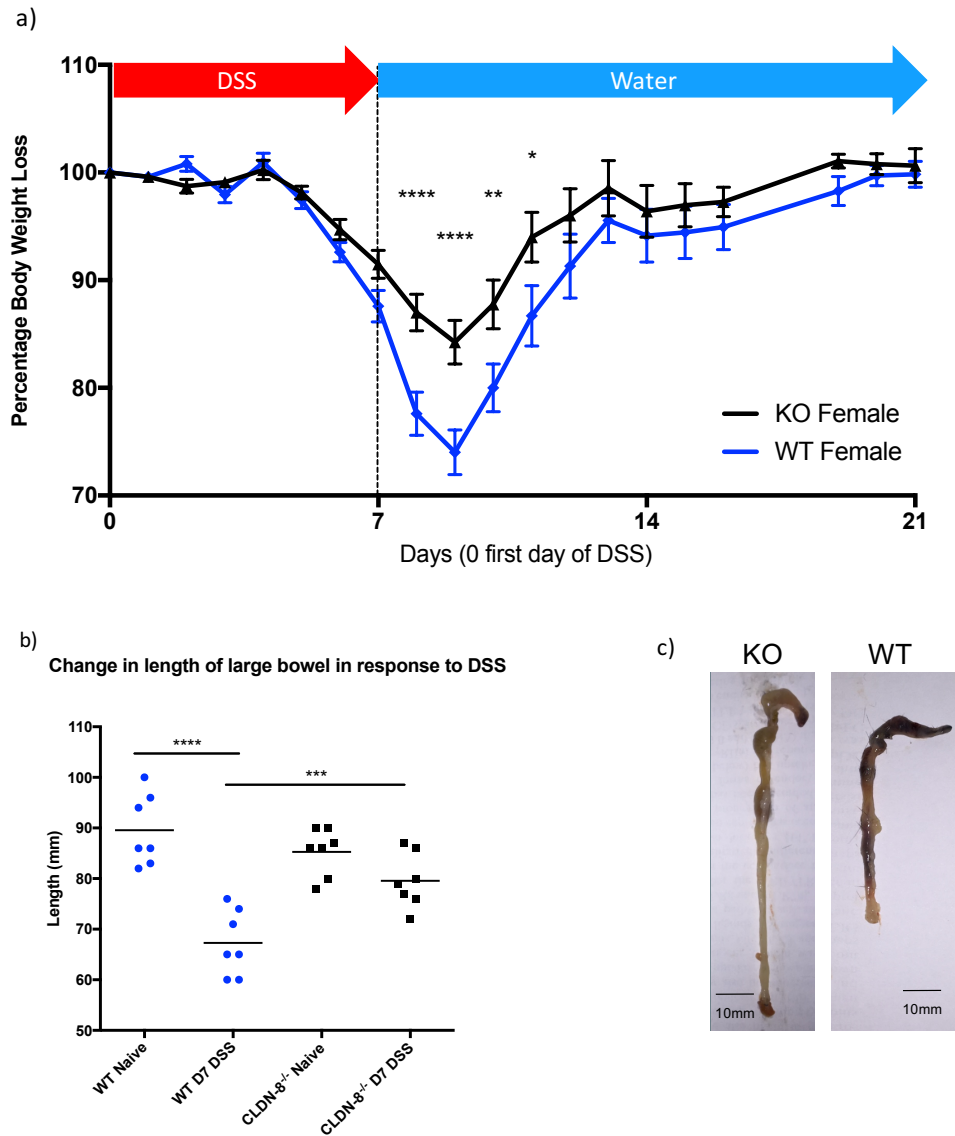 a)
110
DSS
Water
100
90
80
70
Percentage Body Weight Loss
****
****
**
*
KO Female
WT Female
0
7
14
21
Days (0 first day of DSS)
b)
Change in length of large bowel in response to DSS
110
100
90
80
70
60
50
Length (mm)
****
***
WT Naive
WT D7 DSS
CLDN-8-/- Naive
CLDN-8-/- D7 DSS
c)
KO
WT
10mm
10mm